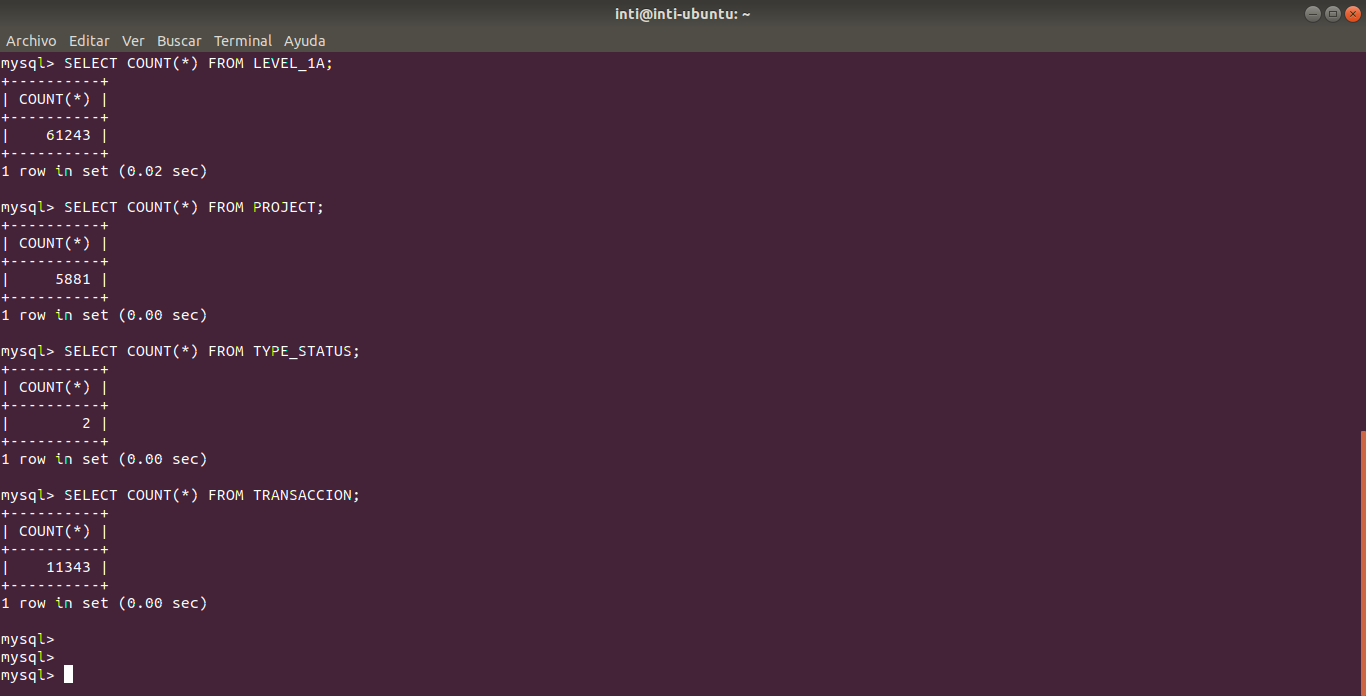 inti@inti-ubuntu: ~
Archivo Editar Ver Buscar Terminal Ayuda
mysql> SELECT COUNT(*) FROM LEVEL_1A;
+----------+
| COUNT(*) |
+----------+
|    61243 |
+----------+
1 row in set (0.02 sec)

mysql> SELECT COUNT(*) FROM PROJECT;
+----------+
| COUNT(*) |
+----------+
|     5881 |
+----------+
1 row in set (0.00 sec)

mysql> SELECT COUNT(*) FROM TYPE_STATUS;
+----------+
| COUNT(*) |
+----------+
|        2 |
+----------+
1 row in set (0.00 sec)

mysql> SELECT COUNT(*) FROM TRANSACCION;
+----------+
| COUNT(*) |
+----------+
|    11343 |
+----------+
1 row in set (0.00 sec)

mysql>
mysql>
mysql>